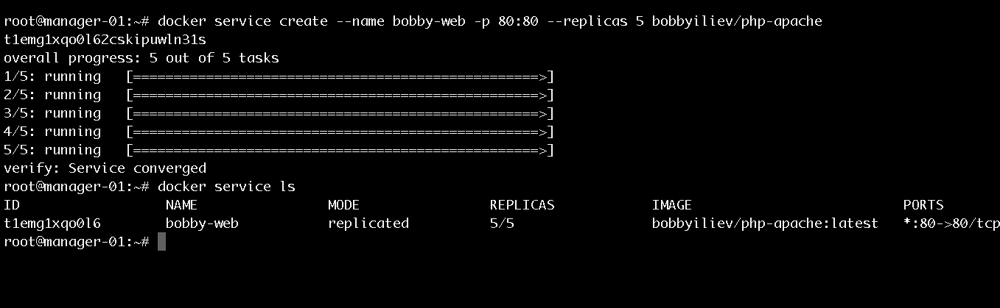 root@manager-01:~# docker service create --name bobby-web -p 80:80 --replicas 5 bobbyiliev/php-apache
t1emg1xqo0l62cskipuwln31s
overall progress: 5 out of 5 tasks
1/5: running   [==================================================>]
2/5: running   [==================================================>]
3/5: running   [==================================================>]
4/5: running   [==================================================>]
5/5: running   [==================================================>]
verify: Service converged
root@manager-01:~# docker service ls
ID                  NAME                MODE                REPLICAS            IMAGE                          PORTS
t1emg1xqo0l6        bobby-web           replicated          5/5                 bobbyiliev/php-apache:latest   *:80->80/tcp
root@manager-01:~#